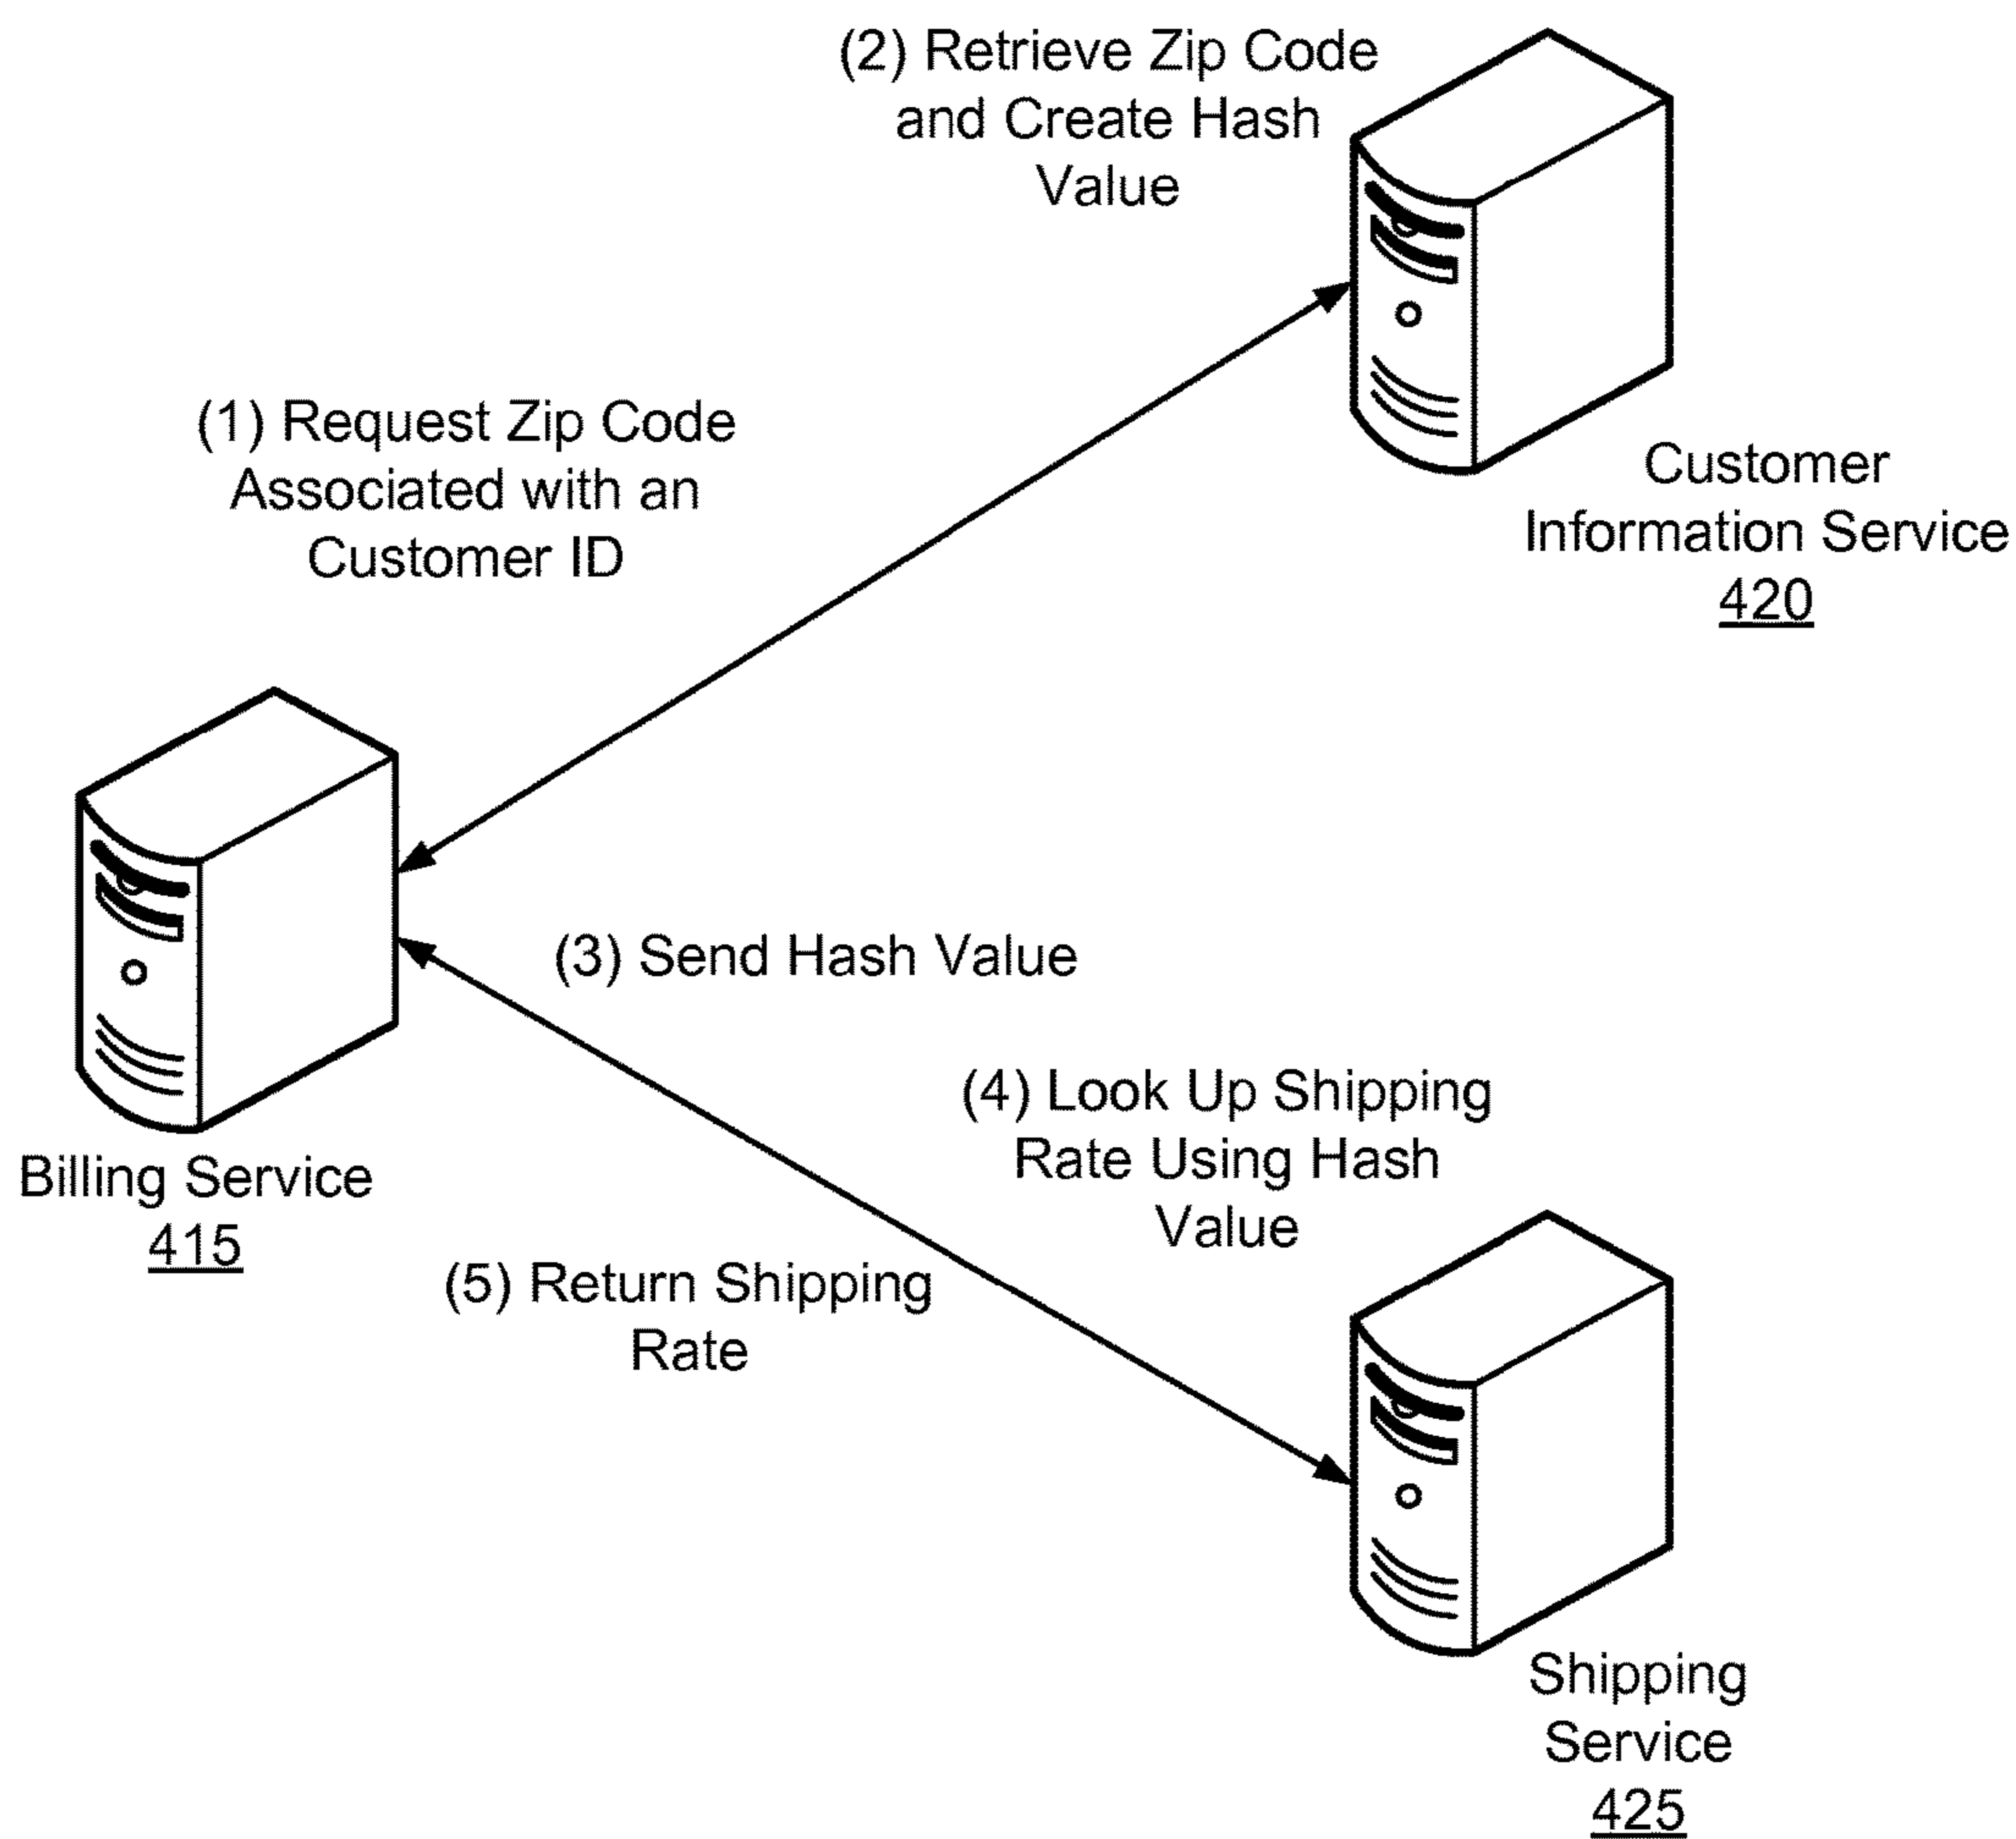 (2) Retrieve Zip Code
and Create Hash
Value
(1) Request Zip Code
Associated with an
Customer ID
Customer
Information Service
420
(3) Send Hash Value
(4) Look Up Shipping
Rate Using Hash
Value
Billing Service
415
(5) Return Shipping
Rate
Shipping
Service
425